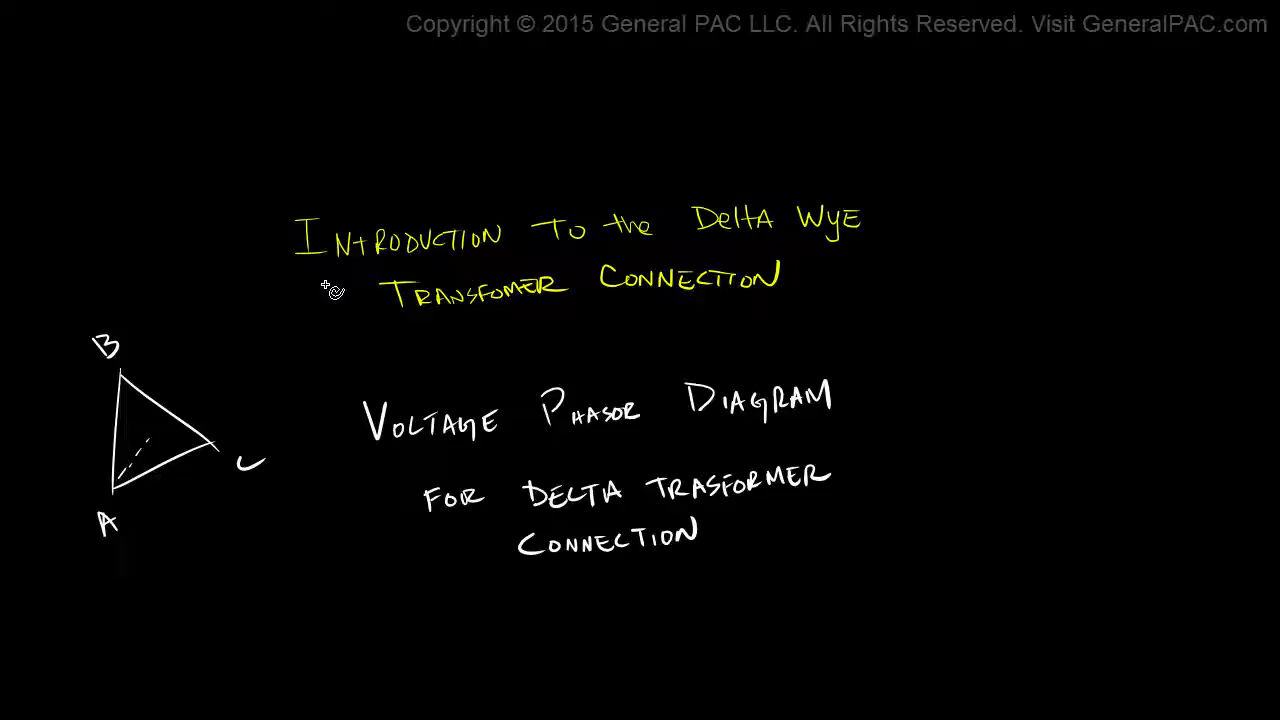 Copyright © 2015 General PAC LLC. All Rights Reserved. Visit GeneralPAC.com
INTRODUCTION TO the DeltA WyE
TRANSFOMER CONNECTION
B
VOLTAGE PHASOR DIAGRAM
C
FOR DELTA TRASFORMER
A
CONNECTION